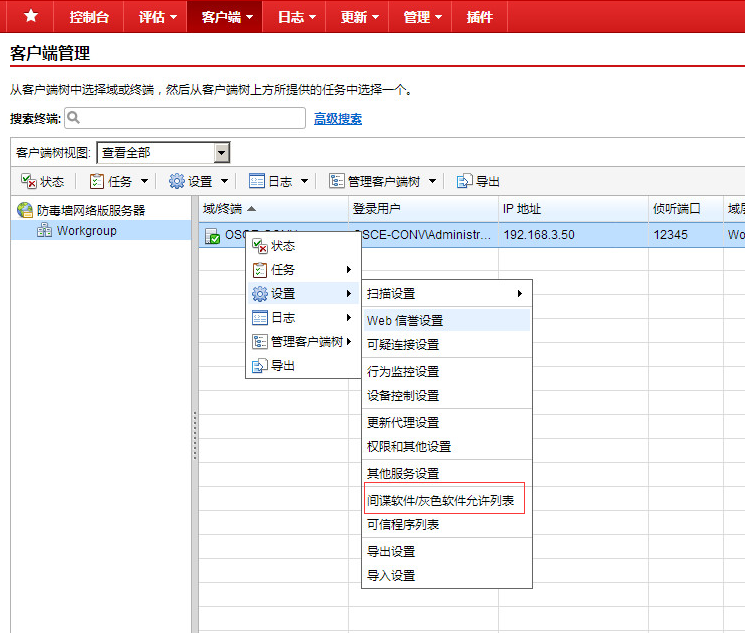 控制台 评估 客户端 日志 更新 管理 插件
客户端管理
从客户端树中选择域或终端，然后从客户端树上方所提供的任务中选择一个。
搜索终端: 高级搜索
客户端树视图: 查看全部
状态 任务 设置 日志 管理客户端树 导出
防毒墙网络版服务器
Workgroup
域/终端 登录用户 IP 地址 侦听端口
OSCE-CONV\Administr... 192.168.3.50 12345
状态
任务
设置
日志
管理客户端树
导出
扫描设置
Web 信誉设置
可疑连接设置
行为监控设置
设备控制设置
更新代理设置
权限和其他设置
其他服务设置
间谍软件/灰色软件允许列表
可信程序列表
导出设置
导入设置